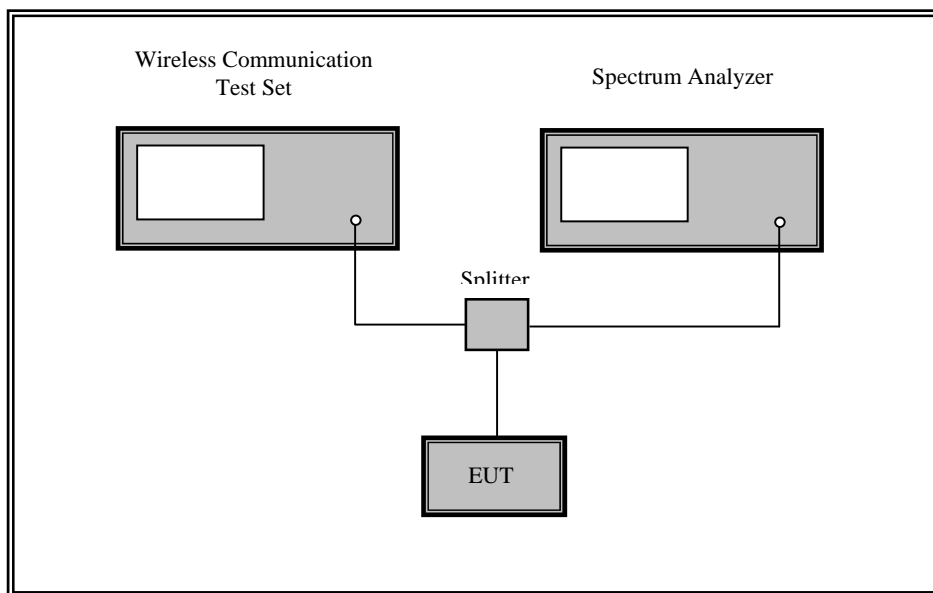 Wireless Communication
Test Set
Spectrum Analyzer
Splitter
EUT